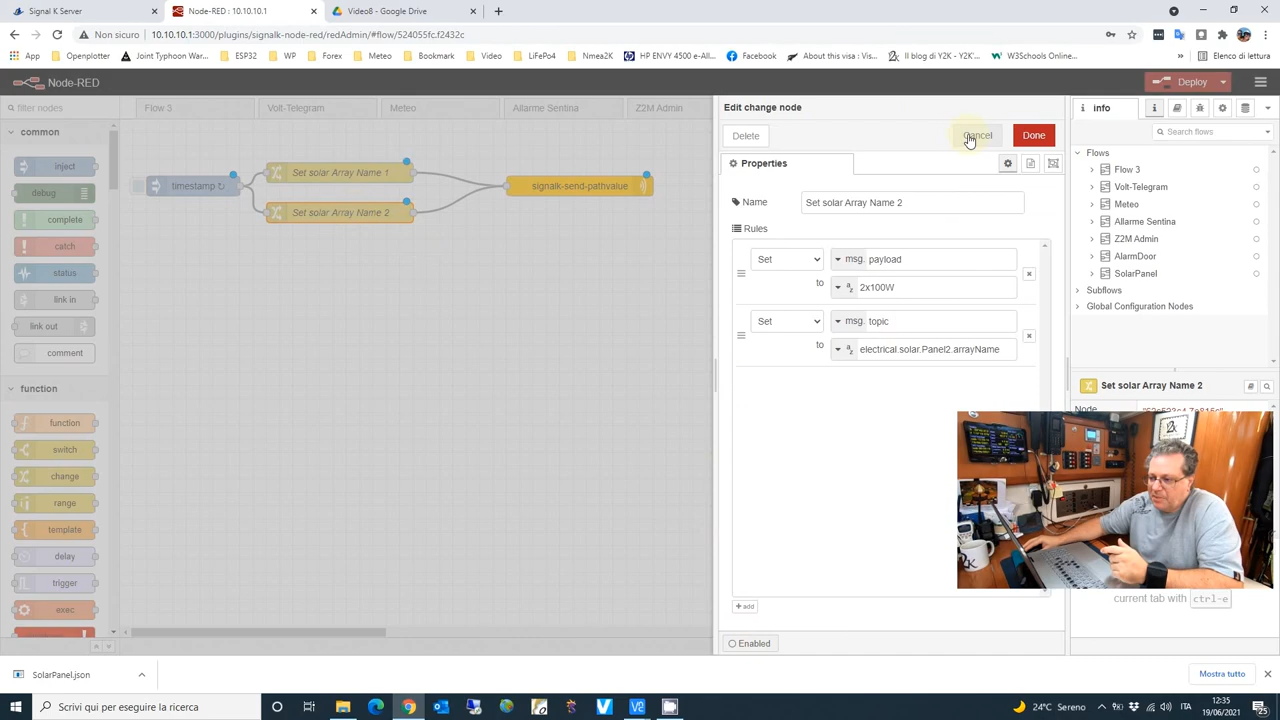 Signal K Server
Node-RED : 10.10.10.1
Video8 - Google Drive
Non sicuro
10.10.10.1:3000/plugins/signalk-node-red/redAdmin/#flow/524055fc.f2432c
App
Openplotter
Joint Typhoon War...
ESP32
WP
Forex
Meteo
Bookmark
Video
LiFePo4
Nmea2K
HP ENVY 4500 e-All-...
Facebook
About this visa : Vis...
Il blog di Y2K - Y2K'...
W3Schools Online...
Elenco di lettura
Node-RED
Deploy
filter nodes
Flow 3
Volt-Telegram
Meteo
Allarme Sentina
Z2M Admin
Edit change node
info
Delete
Cancel
Done
Search flows
common
inject
debug
complete
catch
status
link in
link out
comment
function
function
switch
change
range
template
delay
trigger
exec
timestamp ↻
Set solar Array Name 1
Set solar Array Name 2
signalk-send-pathvalue
Properties
Name
Set solar Array Name 2
Rules
Set
msg. payload
to
2x100W
Set
msg. topic
to
electrical.solar.Panel2.arrayName
add
Enabled
Flows
Flow 3
Volt-Telegram
Meteo
Allarme Sentina
Z2M Admin
AlarmDoor
SolarPanel
Subflows
Global Configuration Nodes
Set solar Array Name 2
Node
current tab with ctrl-e
SolarPanel.json
Mostra tutto
Scrivi qui per eseguire la ricerca
24°C Sereno
ITA
12:35
19/06/2021
25